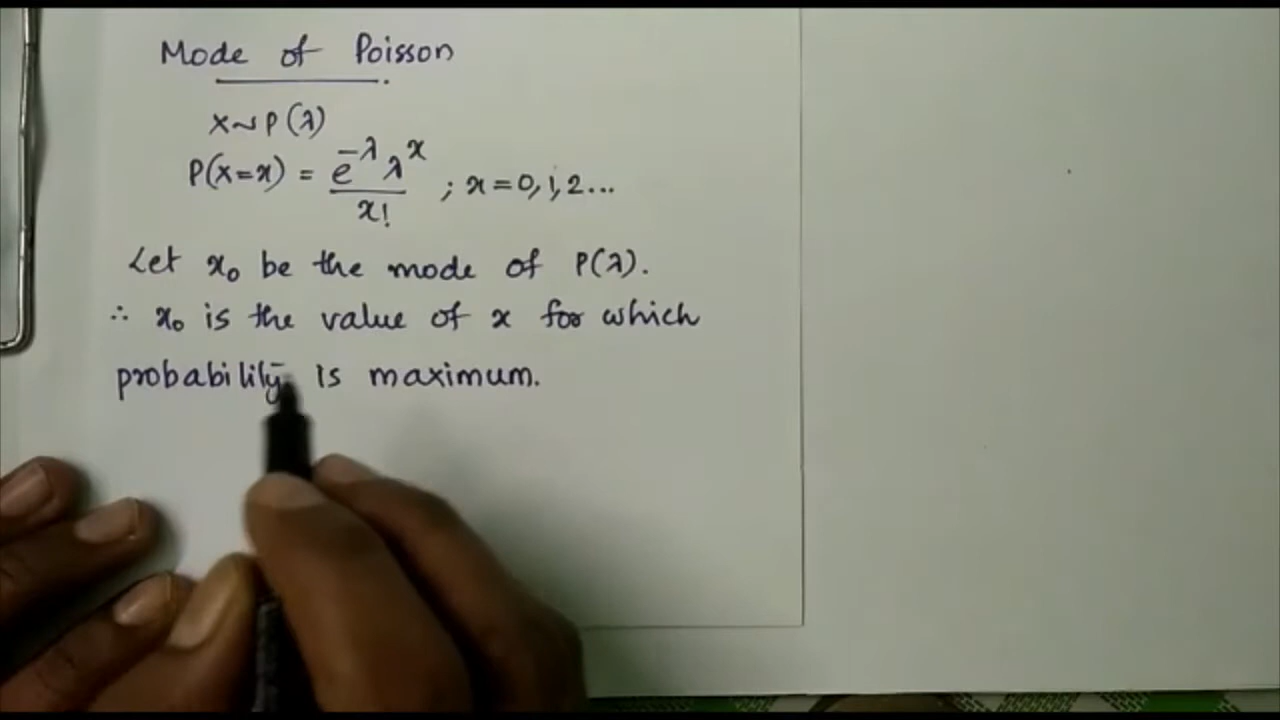 Mode of Poisson
X~P(λ)
P(X=x) = e^{-λ} λ^x / x! ; x=0,1,2...
Let x₀ be the mode of P(λ).
∴ x₀ is the value of x for which
probability is maximum.